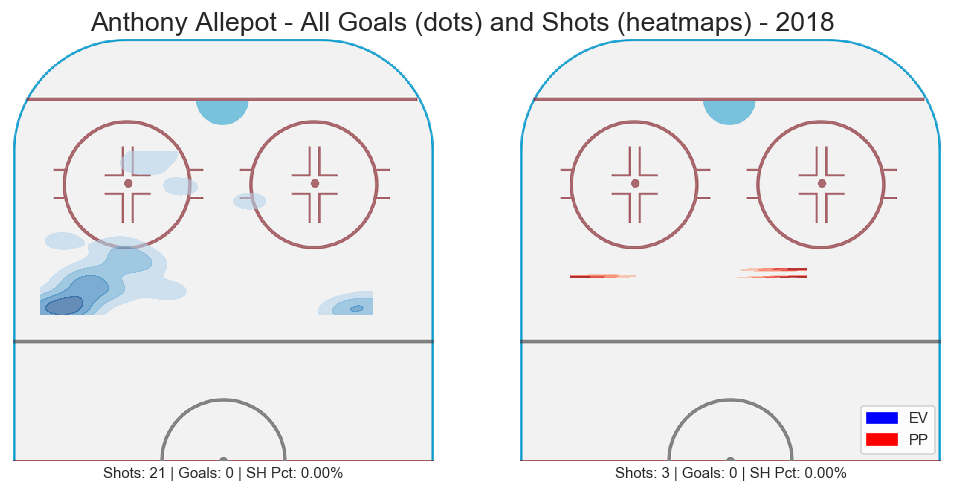 Anthony Allepot - All Goals (dots) and Shots (heatmaps) - 2018
EV
PP
Shots: 21 | Goals: 0 | SH Pct: 0.00%
Shots: 3 | Goals: 0 | SH Pct: 0.00%